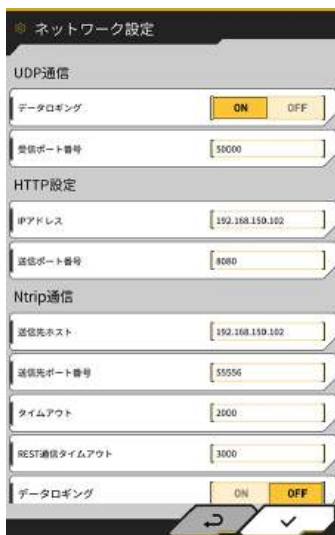 ネットワーク設定
UDP通信
データロギング ON OFF
受信ポート番号 50000
HTTP設定
IPアドレス 192.168.150.102
送信ポート番号 8080
Ntrip通信
送信先ホスト 192.168.150.102
送信先ポート番号 55556
タイムアウト 2000
REST通信タイムアウト 3000
データロギング ON OFF